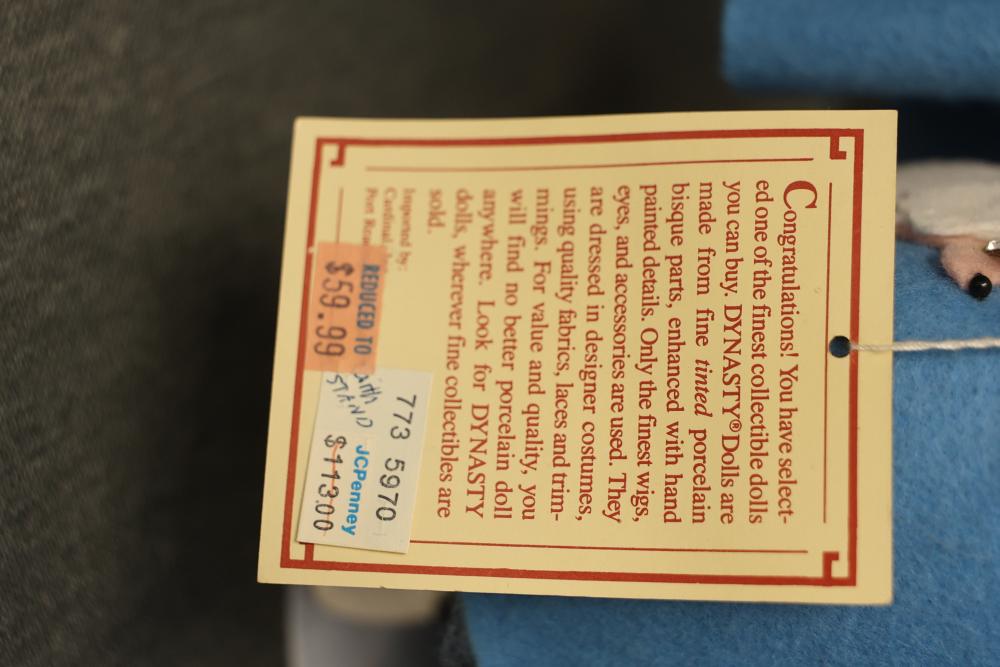 Congratulations! You have select-
ed one of the finest collectible dolls
you can buy. DYNASTY® Dolls are
made from fine tinted porcelain
bisque parts, enhanced with hand
painted details. Only the finest wigs,
eyes, and accessories are used. They
are dressed in designer costumes,
using quality fabrics, laces and trim-
mings. For value and quality, you
will find no better porcelain doll
anywhere. Look for DYNASTY
dolls, wherever fine collectibles are
sold.
Imported by:
Cardinal
Port
REDUCED TO
$59.99
773 5970
JCPenney
with
STAND
$113.00